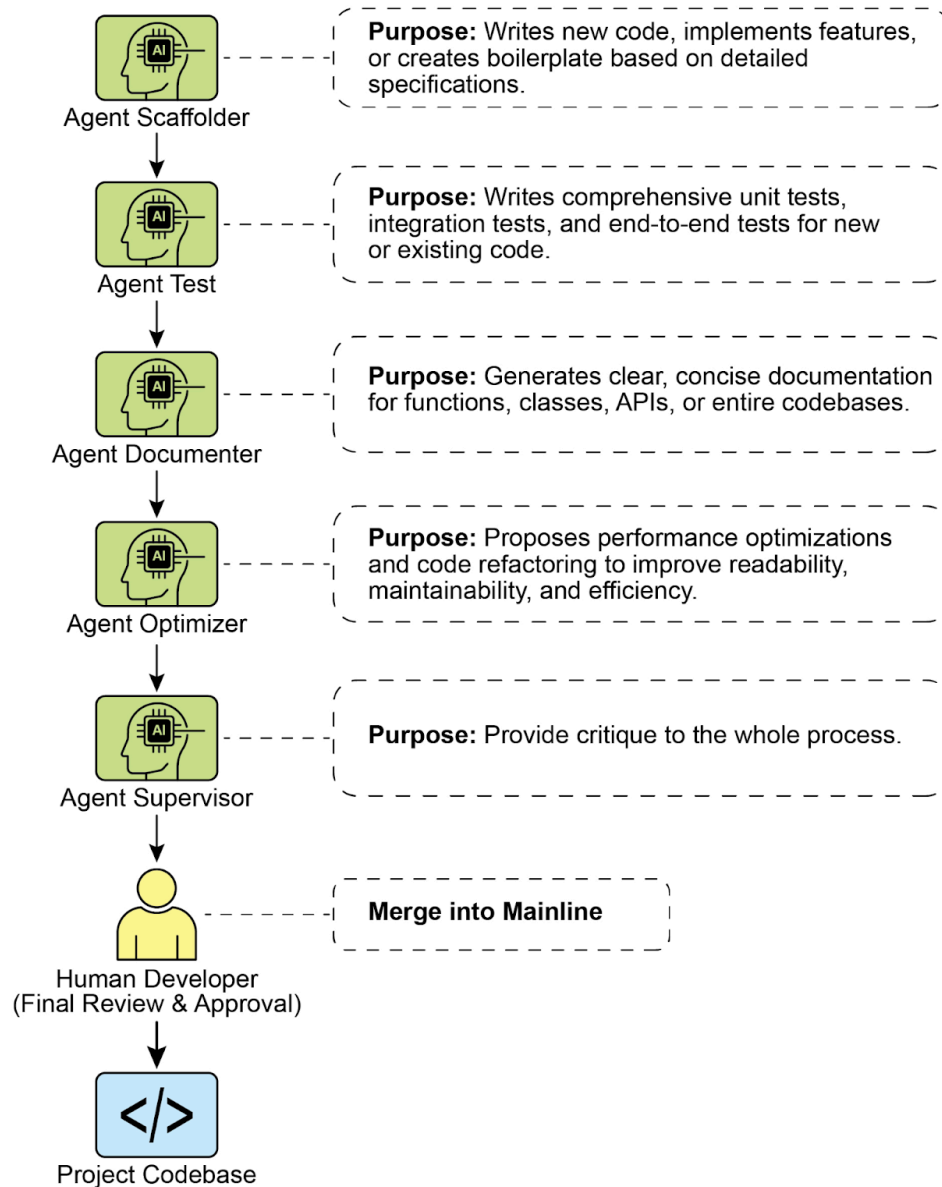 AI
Purpose: Writes new code, implements features,
or creates boilerplate based on detailed
specifications.
Agent Scaffolder
AI
Purpose: Writes comprehensive unit tests,
integration tests, and end-to-end tests for new
or existing code.
Agent Test
AI
Purpose: Generates clear, concise documentation
for functions, classes, APIs, or entire codebases.
Agent Documenter
AI
Purpose: Proposes performance optimizations
and code refactoring to improve readability,
maintainability, and efficiency.
Agent Optimizer
AI
Purpose: Provide critique to the whole process.
Agent Supervisor
Merge into Mainline
Human Developer
(Final Review & Approval)
</>
Project Codebase